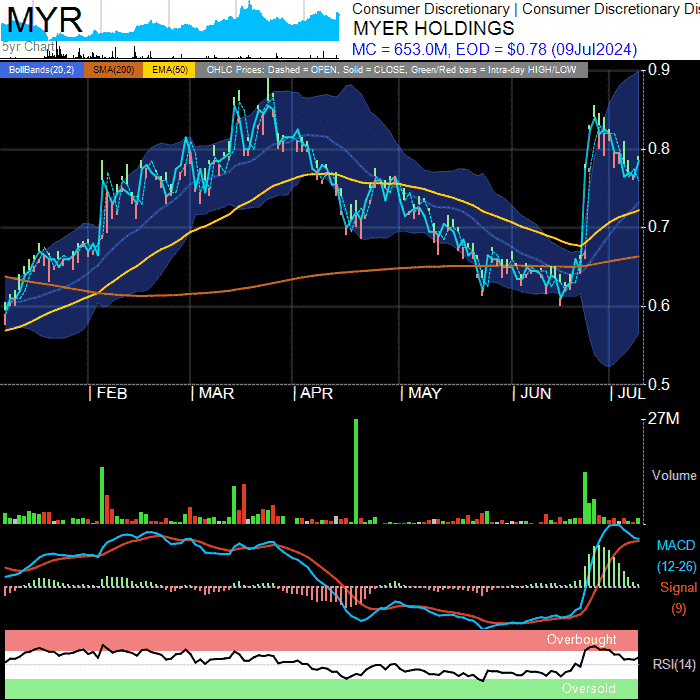 MYR
5yr Chart
Consumer Discretionary | Consumer Discretionary Dis
MYER HOLDINGS
MC = 653.0M, EOD = $0.78 (09Jul2024)
BollBands(20,2) SMA(200) EMA(50) OHLC Prices: Dashed = OPEN, Solid = CLOSE, Green/Red bars = Intra-day HIGH/LOW
0.9
0.8
0.7
0.6
0.5
| FEB | MAR | APR | MAY | JUN | JUL
27M
Volume
MACD
(12-26)
Signal
(9)
Overbought
RSI(14)
Oversold